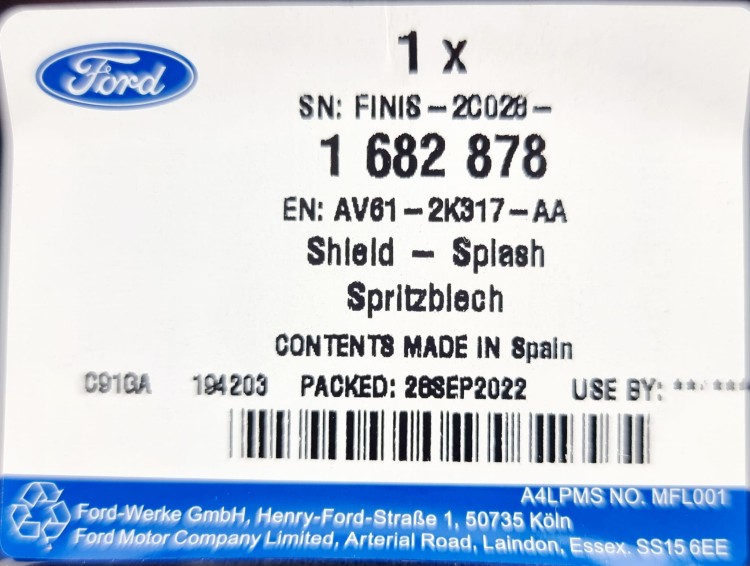 Ford
1 x
SN: FINIS-2C028-
1 682 878
EN: AV61-2K317-AA
Shield - Splash
Spritzblech
CONTENTS MADE IN Spain
C91GA 194203 PACKED: 26SEP2022 USE BY: **/****
A4LPMS NO. MFL001
Ford-Werke GmbH, Henry-Ford-Straße 1, 50735 Köln
Ford Motor Company Limited, Arterial Road, Laindon, Essex. SS15 6EE